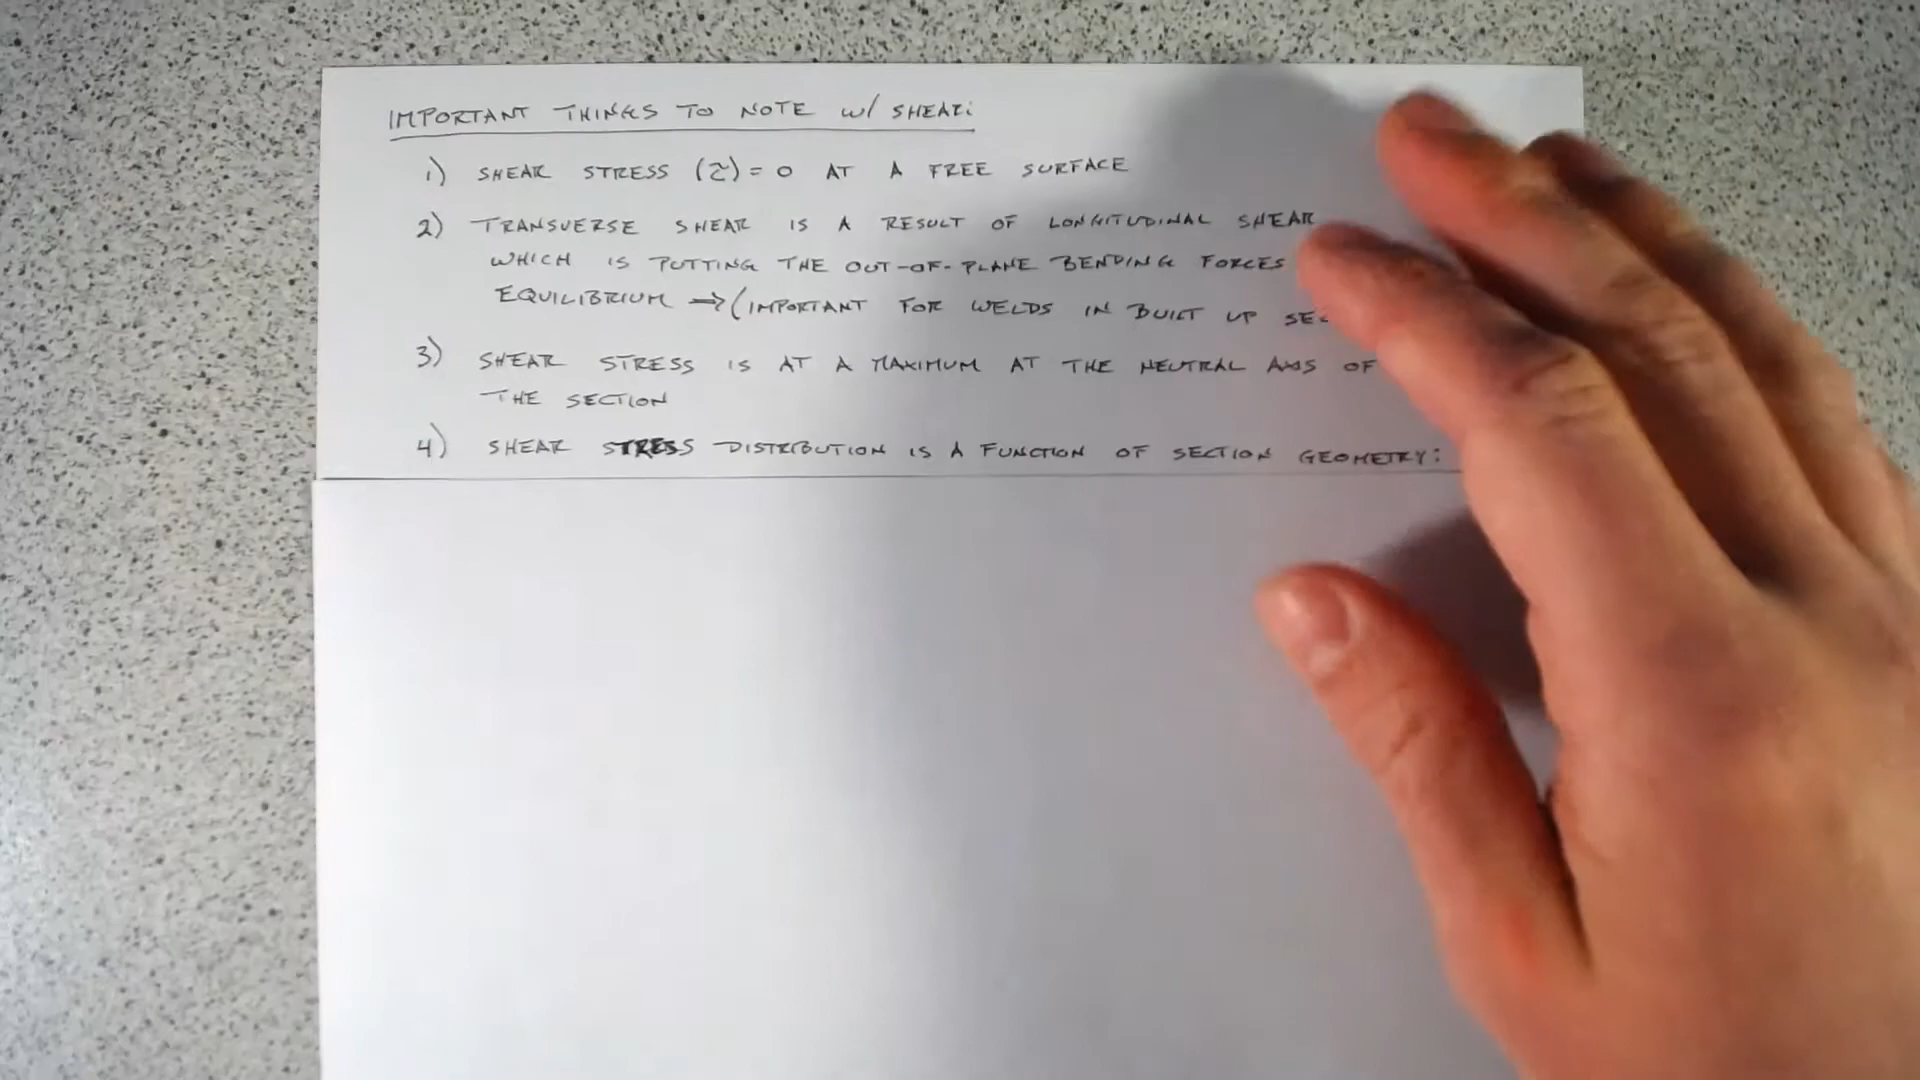 IMPORTANT THINGS TO NOTE W/ SHEAR:
1) SHEAR STRESS (τ) = 0 AT A FREE SURFACE
2) TRANSVERSE SHEAR IS A RESULT OF LONGITUDINAL SHEAR
WHICH IS PUTTING THE OUT-OF-PLANE BENDING FORCES
EQUILIBRIUM → (IMPORTANT FOR WELDS IN BUILT UP
3) SHEAR STRESS IS AT A MAXIMUM AT THE NEUTRAL AXIS OF
THE SECTION
4) SHEAR STRESS DISTRIBUTION IS A FUNCTION OF SECTION GEOMETRY: